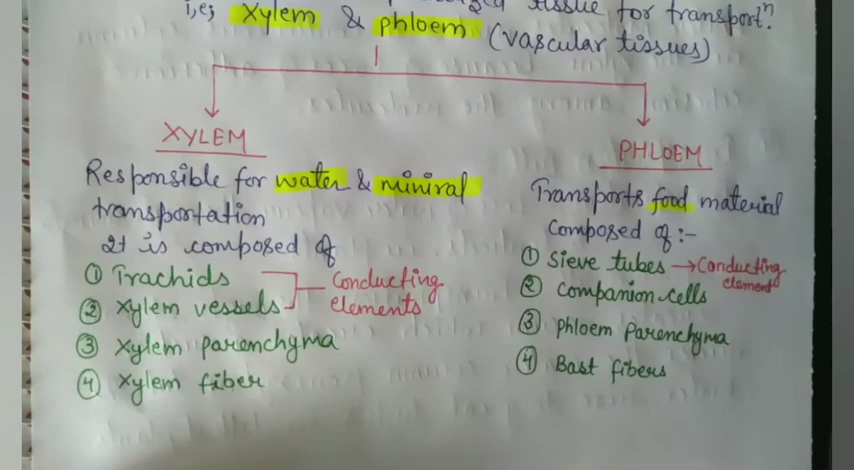 tissue for transportⁿ.
i,e, Xylem & phloem (vascular tissues)
XYLEM
Responsible for water & miniral
transportation
It is composed of
① Trachids
② Xylem vessels
Conducting
elements
③ Xylem parenchyma
④ Xylem fiber
PHLOEM
Transports food material
Composed of :-
① Sieve tubes → Conducting
element
② Companion cells
③ Phloem Parenchyma
④ Bast fibers